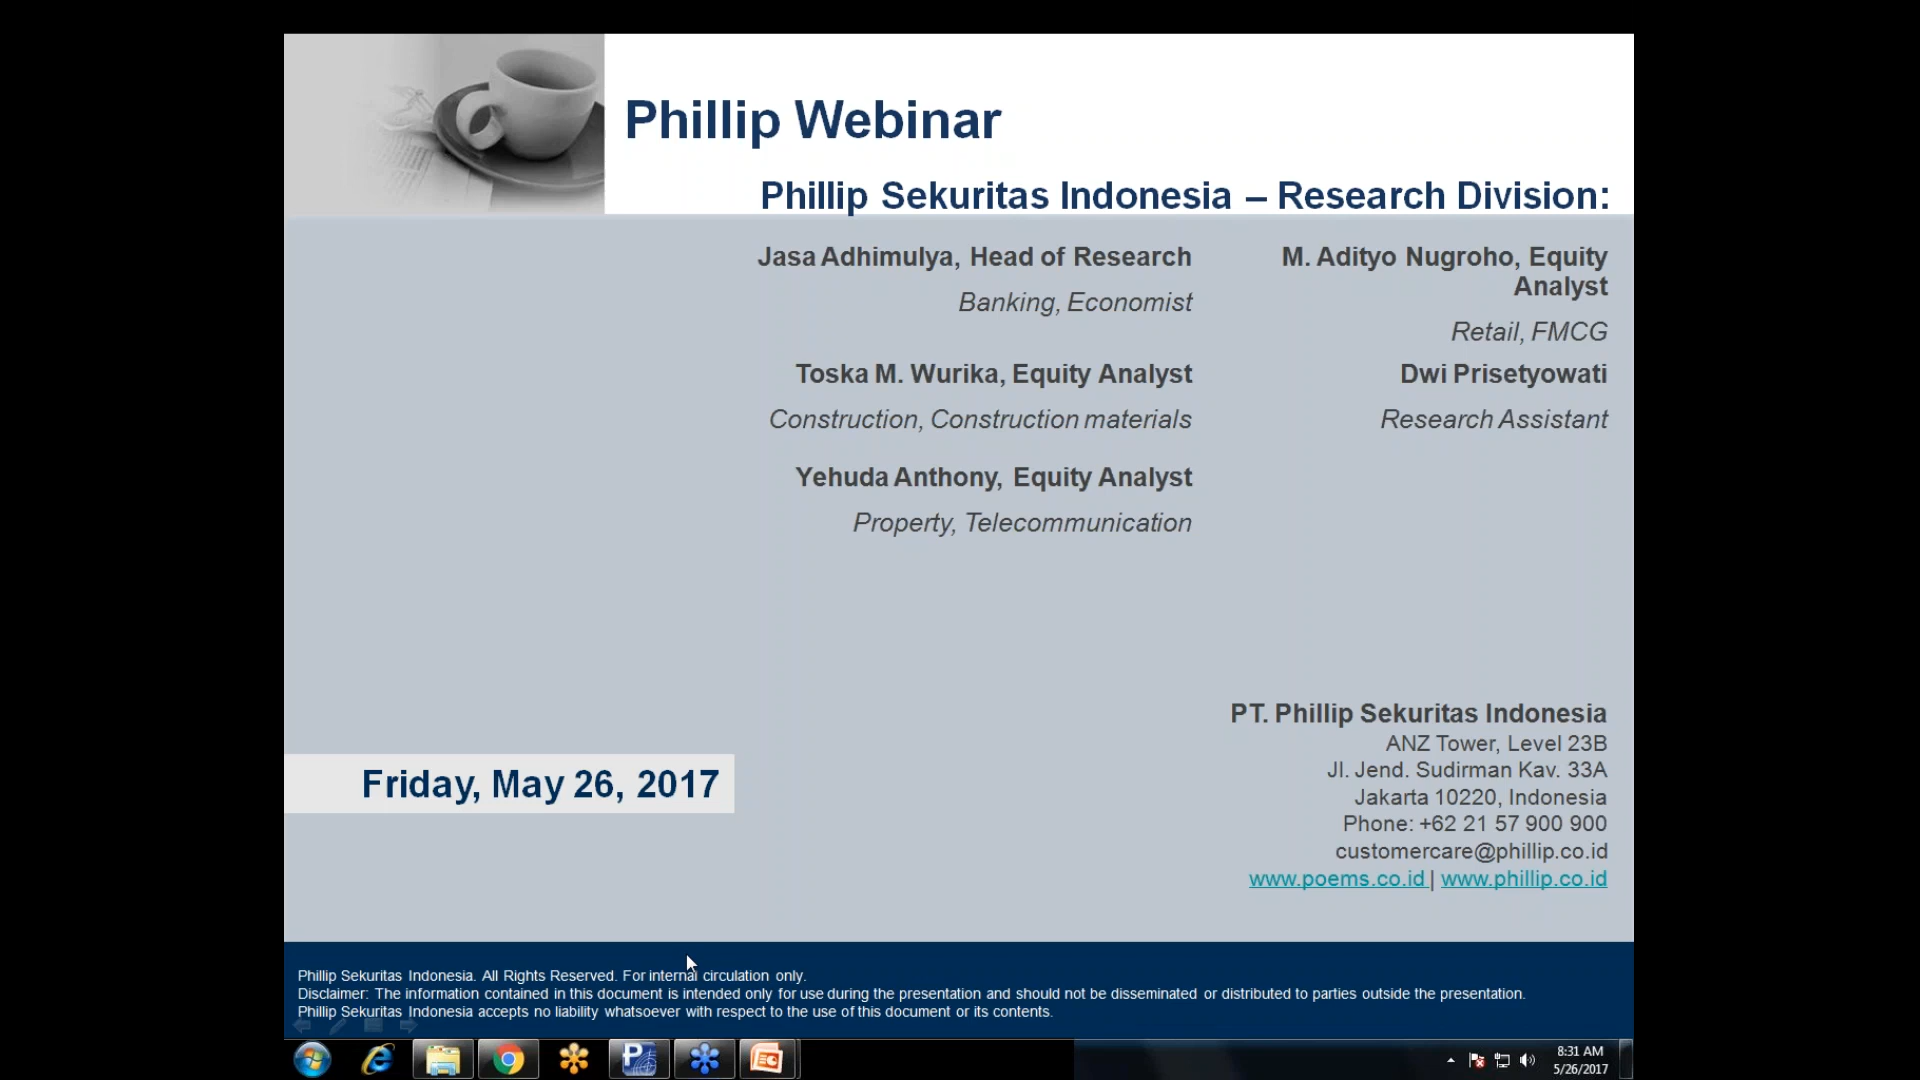 Phillip Webinar
Phillip Sekuritas Indonesia – Research Division:
Jasa Adhimulya, Head of Research
Banking, Economist
Toska M. Wurika, Equity Analyst
Construction, Construction materials
Yehuda Anthony, Equity Analyst
Property, Telecommunication
M. Adityo Nugroho, Equity
Analyst
Retail, FMCG
Dwi Prisetyowati
Research Assistant
Friday, May 26, 2017
PT. Phillip Sekuritas Indonesia
ANZ Tower, Level 23B
Jl. Jend. Sudirman Kav. 33A
Jakarta 10220, Indonesia
Phone: +62 21 57 900 900
customercare@phillip.co.id
www.poems.co.id | www.phillip.co.id
Phillip Sekuritas Indonesia. All Rights Reserved. For internal circulation only.
Disclaimer: The information contained in this document is intended only for use during the presentation and should not be disseminated or distributed to parties outside the presentation.
Phillip Sekuritas Indonesia accepts no liability whatsoever with respect to the use of this document or its contents.
8:31 AM
5/26/2017